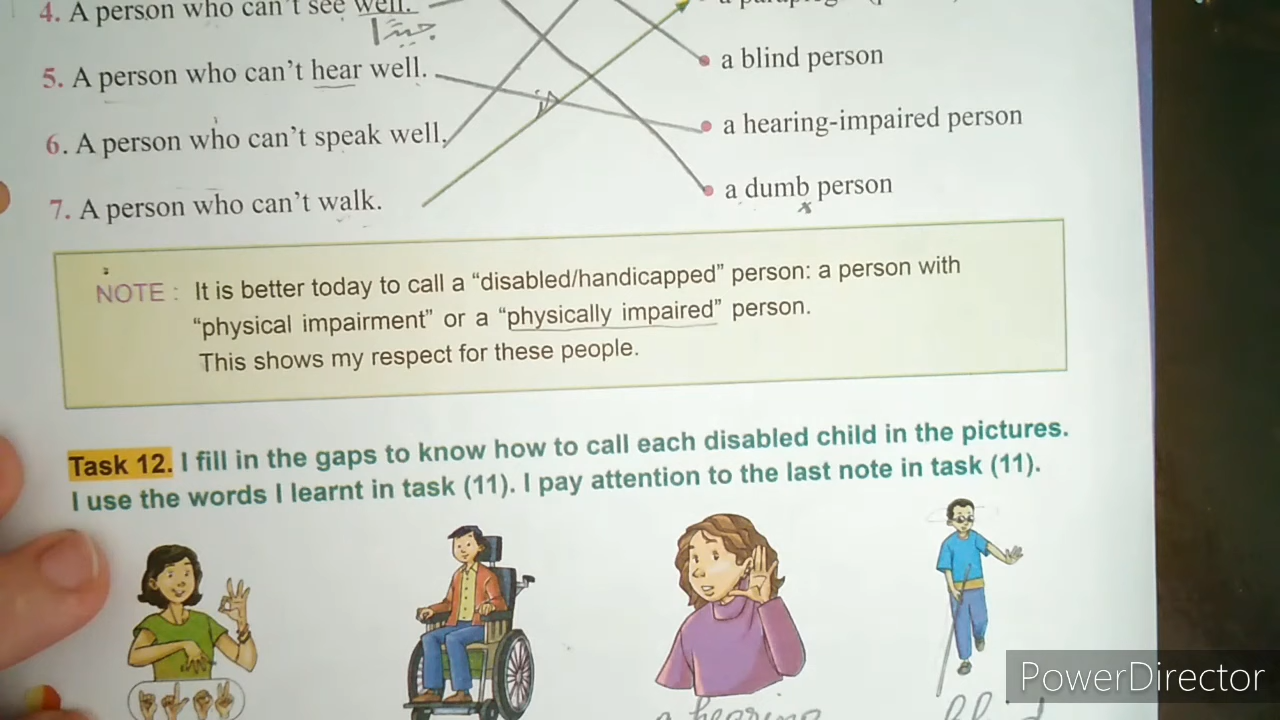 4. A person who can't see well.
جيدًا
5. A person who can't hear well.
a blind person
6. A person who can't speak well,
a hearing-impaired person
7. A person who can't walk.
a dumb person
NOTE : It is better today to call a “disabled/handicapped” person: a person with
“physical impairment” or a “physically impaired” person.
This shows my respect for these people.
Task 12. I fill in the gaps to know how to call each disabled child in the pictures.
I use the words I learnt in task (11). I pay attention to the last note in task (11).
a hearing
PowerDirector